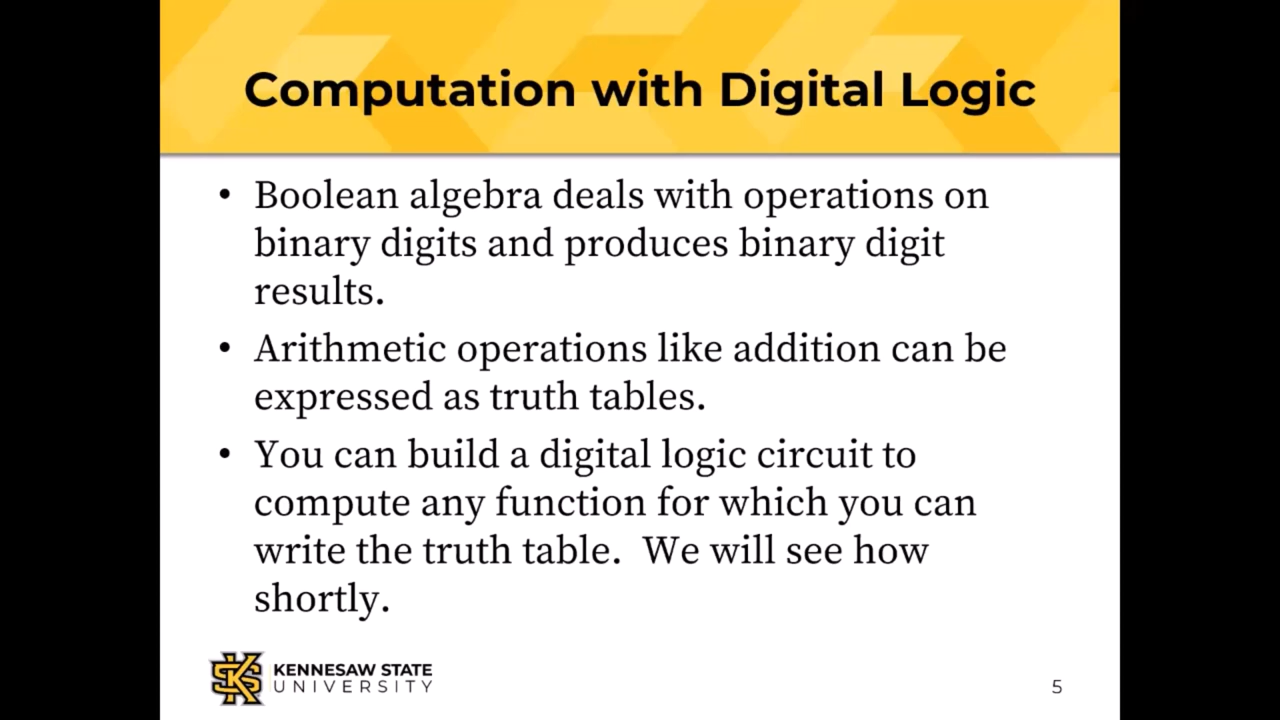 Computation with Digital Logic
• Boolean algebra deals with operations on
binary digits and produces binary digit
results.
• Arithmetic operations like addition can be
expressed as truth tables.
• You can build a digital logic circuit to
compute any function for which you can
write the truth table.  We will see how
shortly.
KENNESAW STATE
UNIVERSITY
5